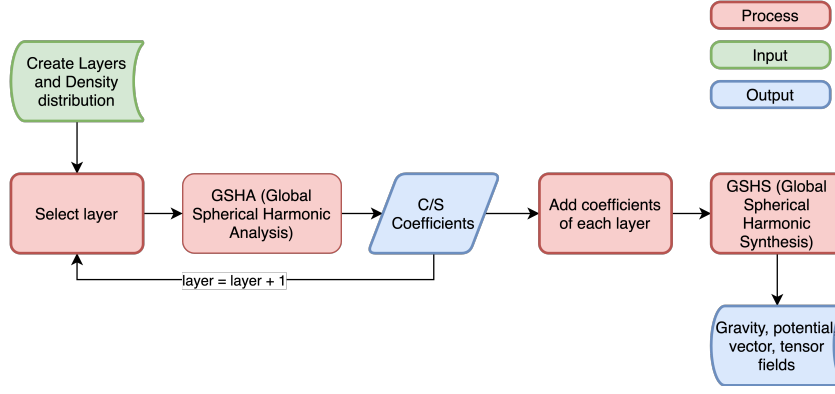 Process
Input
Output
Create Layers
and Density
distribution
Select layer
GSHA (Global
Spherical Harmonic
Analysis)
C/S
Coefficients
Add coefficients
of each layer
GSHS (Global
Spherical
Harmonic
Synthesis)
layer = layer + 1
Gravity, potential
vector, tensor
fields